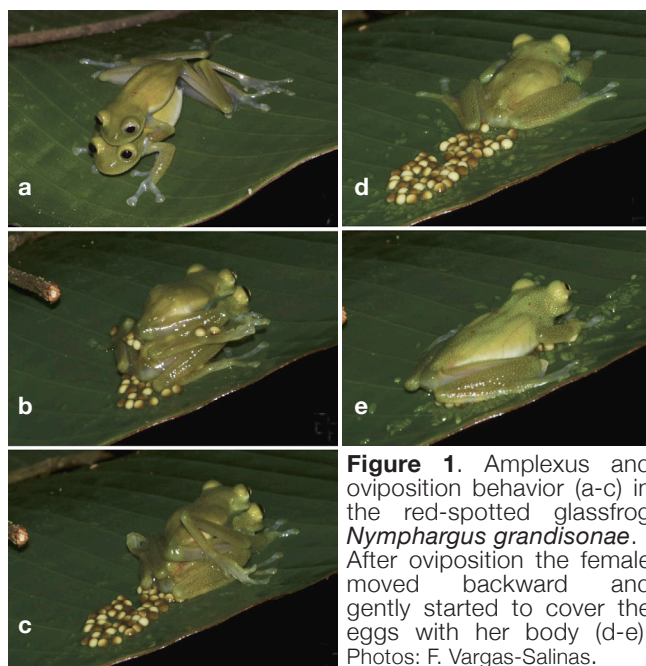 a
b
c
d
e
Figure 1. Amplexus and
oviposition behavior (a-c) in
the red-spotted glassfrog
Nymphargus grandisonae.
After oviposition the female
moved backward and
gently started to cover the
eggs with her body (d-e)
Photos: F. Vargas-Salinas.